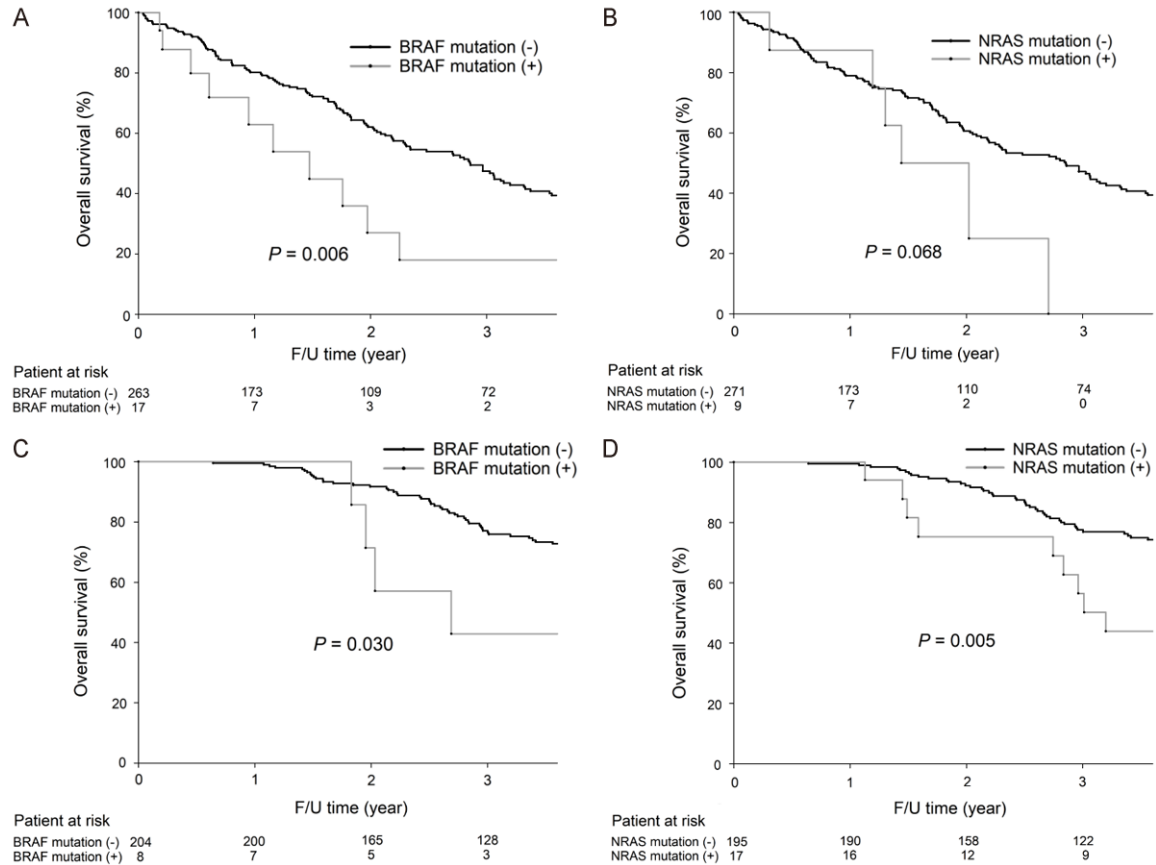 A
BRAF mutation (-)
BRAF mutation (+)
100
80
60
40
20
0
Overall survival (%)
P = 0.006
0 1 2 3
F/U time (year)
Patient at risk
BRAF mutation (-) 263 173 109 72
BRAF mutation (+) 17 7 3 2
B
NRAS mutation (-)
NRAS mutation (+)
100
80
60
40
20
0
Overall survival (%)
P = 0.068
0 1 2 3
F/U time (year)
Patient at risk
NRAS mutation (-) 271 173 110 74
NRAS mutation (+) 9 7 2 0
C
BRAF mutation (-)
BRAF mutation (+)
100
80
60
40
20
0
Overall survival (%)
P = 0.030
0 1 2 3
F/U time (year)
Patient at risk
BRAF mutation (-) 204 200 165 128
BRAF mutation (+) 8 7 5 3
D
NRAS mutation (-)
NRAS mutation (+)
100
80
60
40
20
0
Overall survival (%)
P = 0.005
0 1 2 3
F/U time (year)
Patient at risk
NRAS mutation (-) 195 190 158 122
NRAS mutation (+) 17 16 12 9